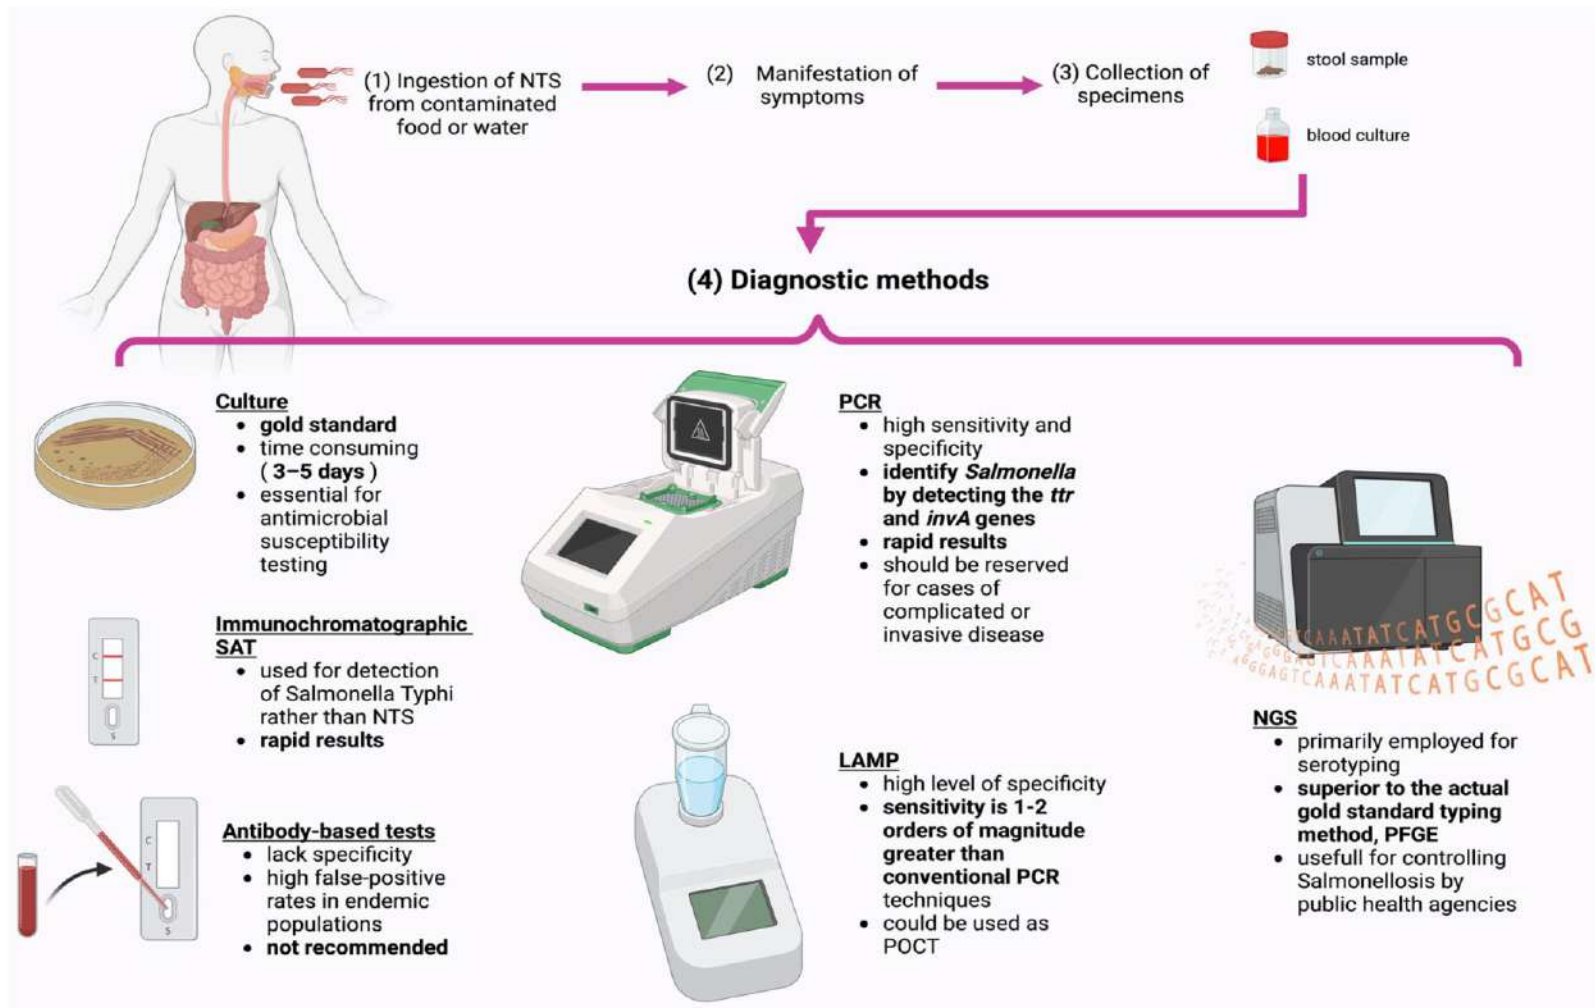 (1) Ingestion of NTS
from contaminated
food or water
(2) Manifestation of
symptoms
(3) Collection of
specimens
stool sample
blood culture
(4) Diagnostic methods
Culture
• gold standard
• time consuming
( 3–5 days )
• essential for
antimicrobial
susceptibility
testing
Immunochromatographic
SAT
• used for detection
of Salmonella Typhi
rather than NTS
• rapid results
C
T
S
Antibody-based tests
• lack specificity
• high false-positive
rates in endemic
populations
• not recommended
C
T
S
PCR
• high sensitivity and
specificity
• identify Salmonella
by detecting the ttr
and invA genes
• rapid results
• should be reserved
for cases of
complicated or
invasive disease
LAMP
• high level of specificity
• sensitivity is 1-2
orders of magnitude
greater than
conventional PCR
techniques
• could be used as
POCT
TCAAATATCATGCGCAT
GGGAGTCAAATATCATGCG
GGGAGTCAAATATCATGCGCAT
NGS
• primarily employed for
serotyping
• superior to the actual
gold standard typing
method, PFGE
• usefull for controlling
Salmonellosis by
public health agencies